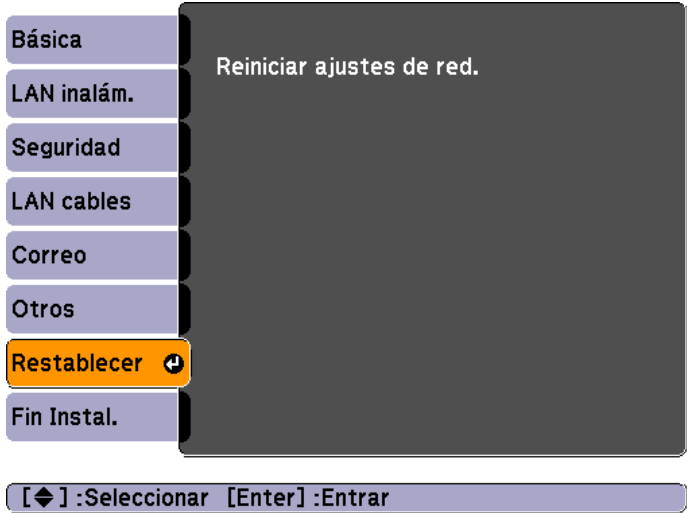 Básica
LAN inalám.
Seguridad
LAN cables
Correo
Otros
Restablecer
Fin Instal.
Reiniciar ajustes de red.
[◆] :Seleccionar [Enter] :Entrar